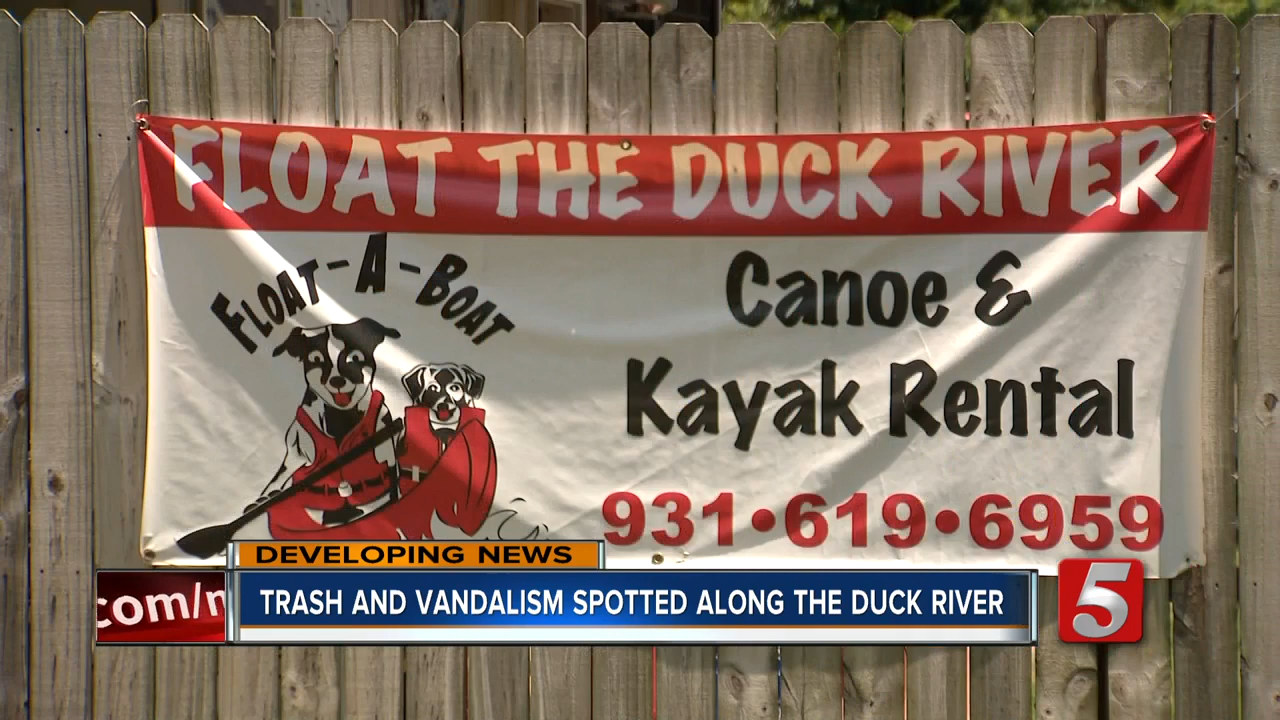 FLOAT THE DUCK RIVER
FLOAT-A-BOAT
Canoe &
Kayak Rental
931•619•6959
DEVELOPING NEWS
com/n
TRASH AND VANDALISM SPOTTED ALONG THE DUCK RIVER
5